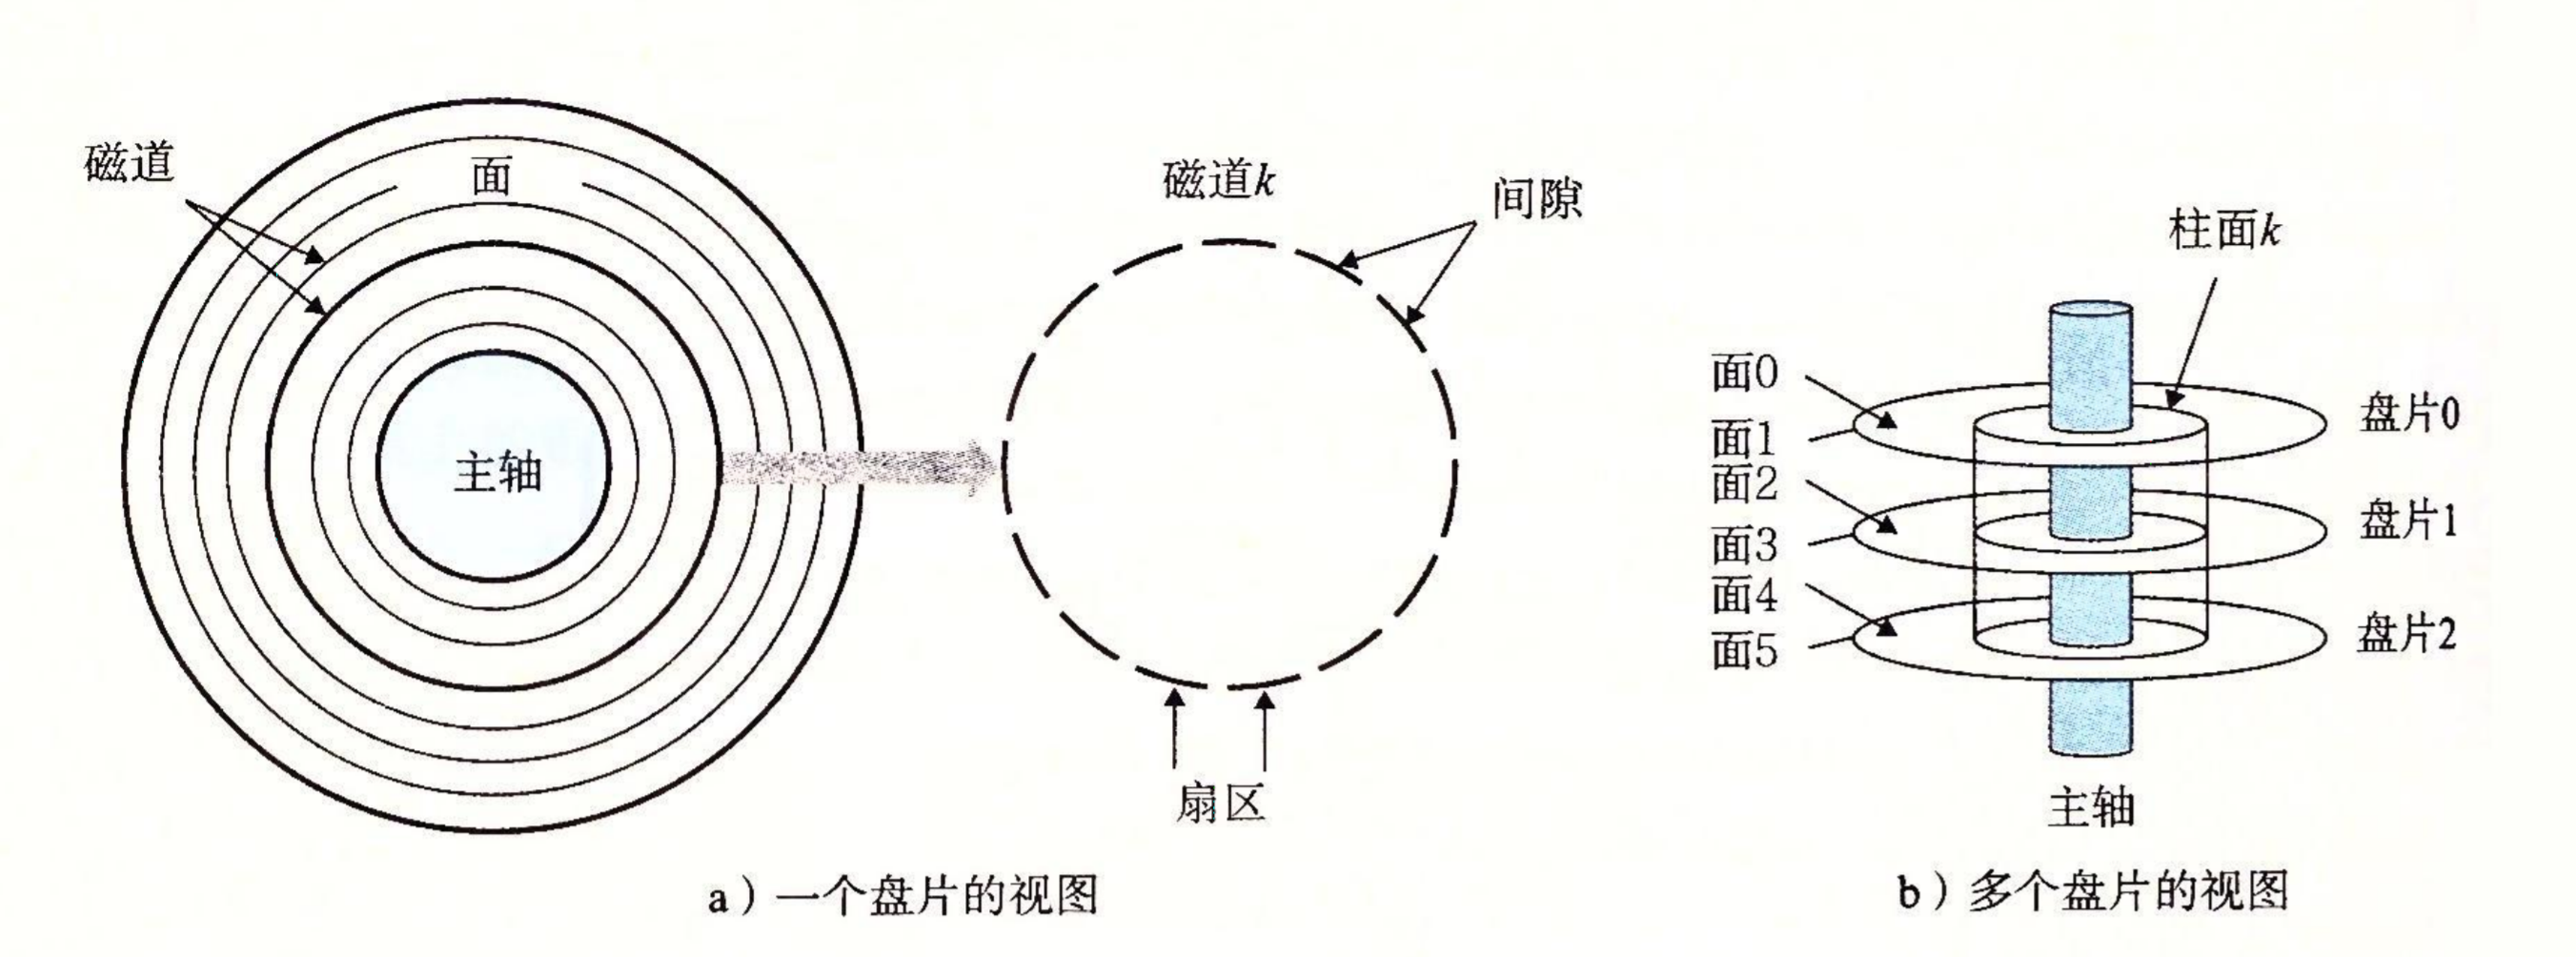 磁道
面
主轴
磁道k
间隙
扇区
a）一个盘片的视图
柱面k
面0
面1
面2
面3
面4
面5
盘片0
盘片1
盘片2
主轴
b）多个盘片的视图